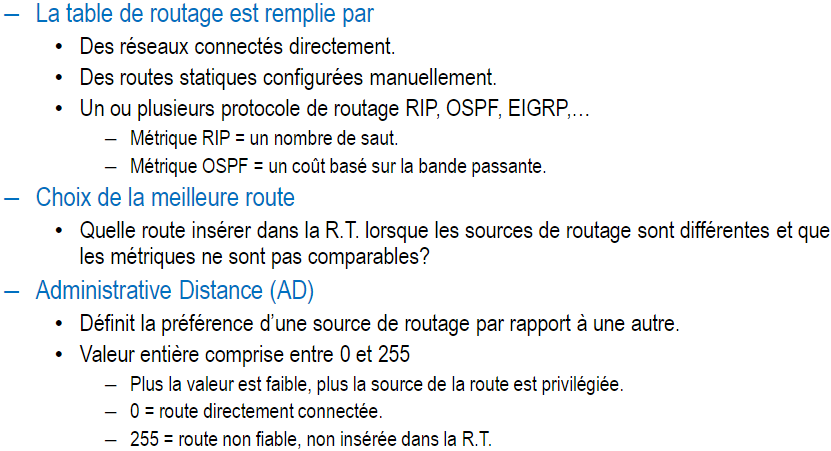 – La table de routage est remplie par
• Des réseaux connectés directement.
• Des routes statiques configurées manuellement.
• Un ou plusieurs protocole de routage RIP, OSPF, EIGRP,…
– Métrique RIP = un nombre de saut.
– Métrique OSPF = un coût basé sur la bande passante.
– Choix de la meilleure route
• Quelle route insérer dans la R.T. lorsque les sources de routage sont différentes et que
les métriques ne sont pas comparables?
– Administrative Distance (AD)
• Définit la préférence d’une source de routage par rapport à une autre.
• Valeur entière comprise entre 0 et 255
– Plus la valeur est faible, plus la source de la route est privilégiée.
– 0 = route directement connectée.
– 255 = route non fiable, non insérée dans la R.T.